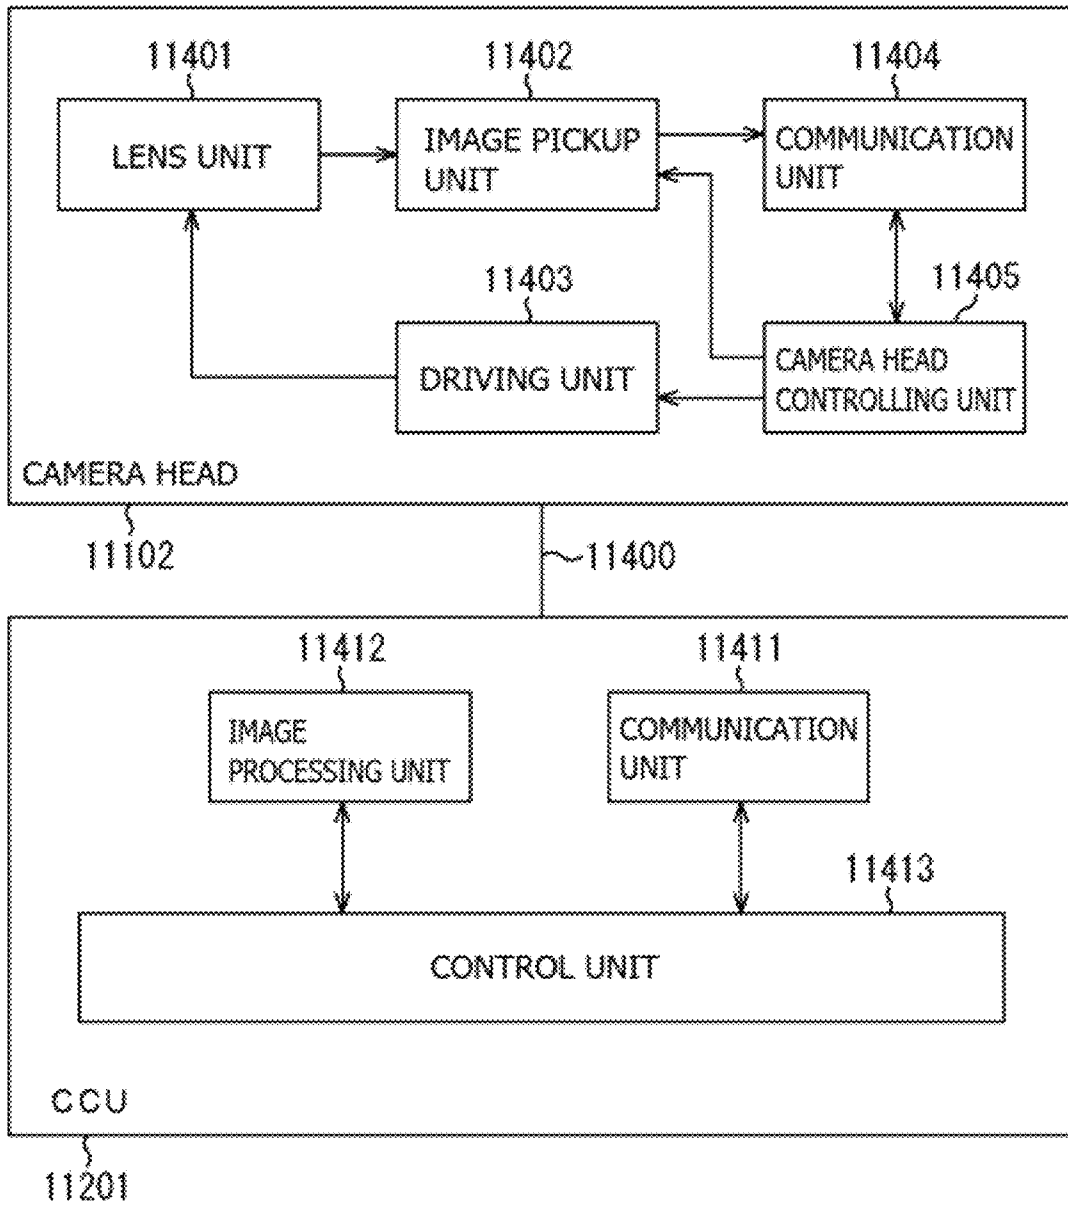 11401
11402
11404
LENS UNIT
IMAGE PICKUP
UNIT
COMMUNICATION
UNIT
11403
11405
DRIVING UNIT
CAMERA HEAD
CONTROLLING UNIT
CAMERA HEAD
11102
11400
11412
11411
IMAGE
PROCESSING UNIT
COMMUNICATION
UNIT
11413
CONTROL UNIT
CCU
11201